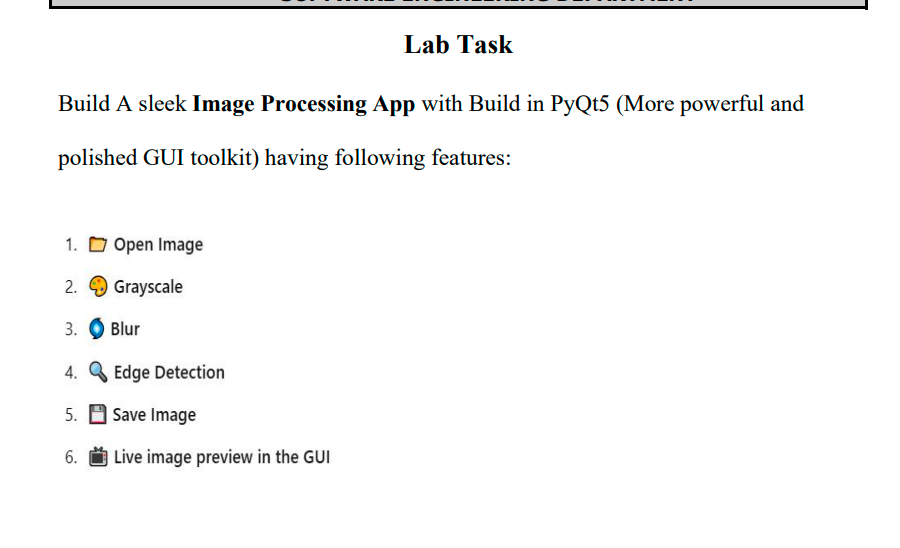 Lab Task
Build A sleek Image Processing App with Build in PyQt5 (More powerful and
polished GUI toolkit) having following features:
1. 📁 Open Image
2. 🎨 Grayscale
3. 🌀 Blur
4. 🔍 Edge Detection
5. 💾 Save Image
6. 📺 Live image preview in the GUI